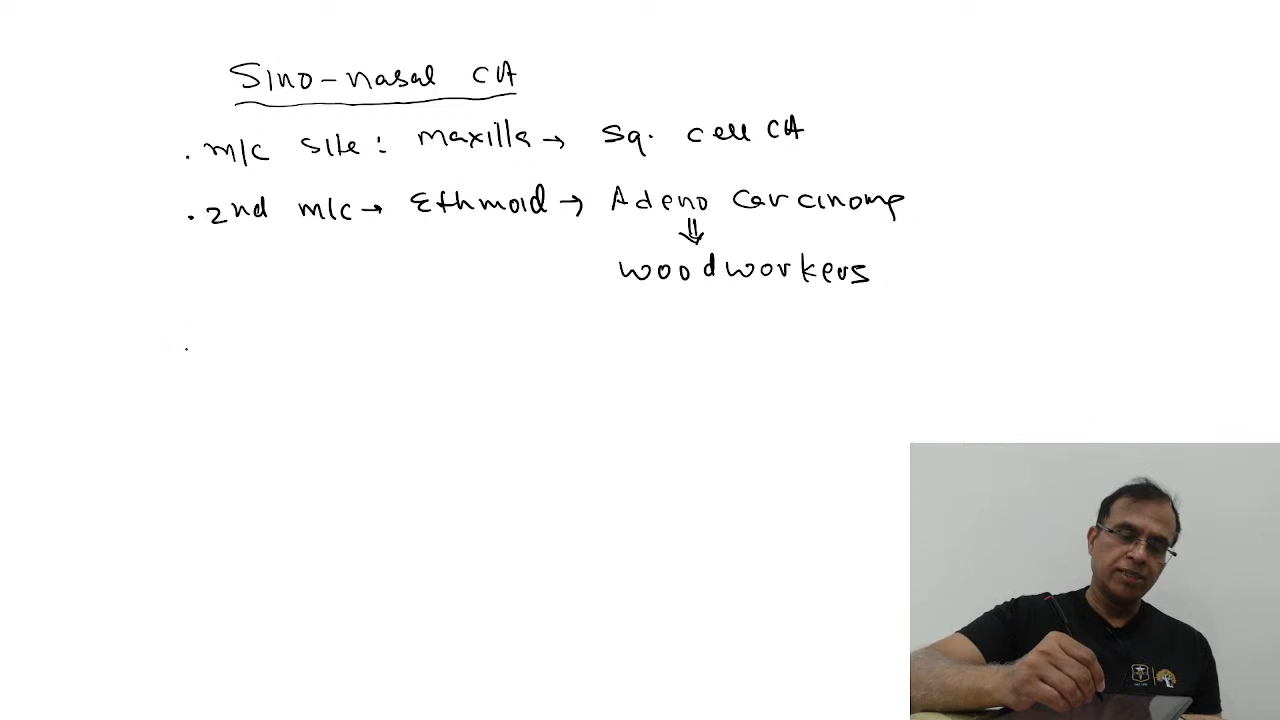 Sino-nasal CA
. m/c site: maxilla → Sq. cell CA
. 2nd m/c → Ethmoid → Adeno Carcinoma
⇓
woodworkers
.